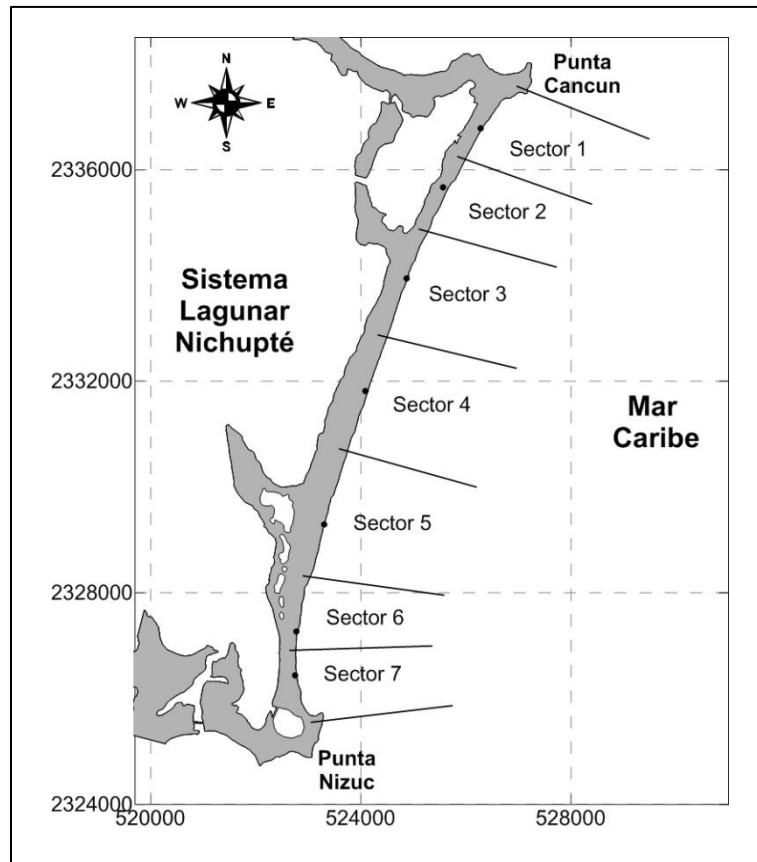 N
W E
S
Punta
Cancun
Sector 1
2336000
Sector 2
Sistema
Lagunar
Nichupté
Sector 3
2332000
Sector 4
Mar
Caribe
Sector 5
2328000
Sector 6
Sector 7
Punta
Nizuc
2324000
520000 524000 528000